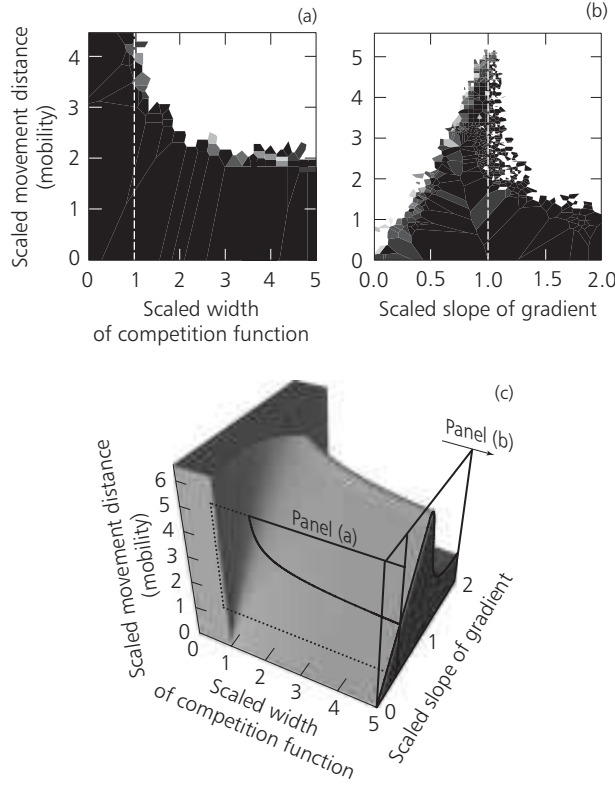 (a)
Scaled movement distance
(mobility)
4
3
2
1
0
0 1 2 3 4 5
Scaled width
of competition function
(b)
5
4
3
2
1
0
0.0 0.5 1.0 1.5 2.0
Scaled slope of gradient
(c)
Panel (b)
Panel (a)
Scaled movement distance
(mobility)
6
5
4
3
2
1
0
0 1 2 3 4 5
Scaled width
of competition function
0 1 2
Scaled slope of gradient